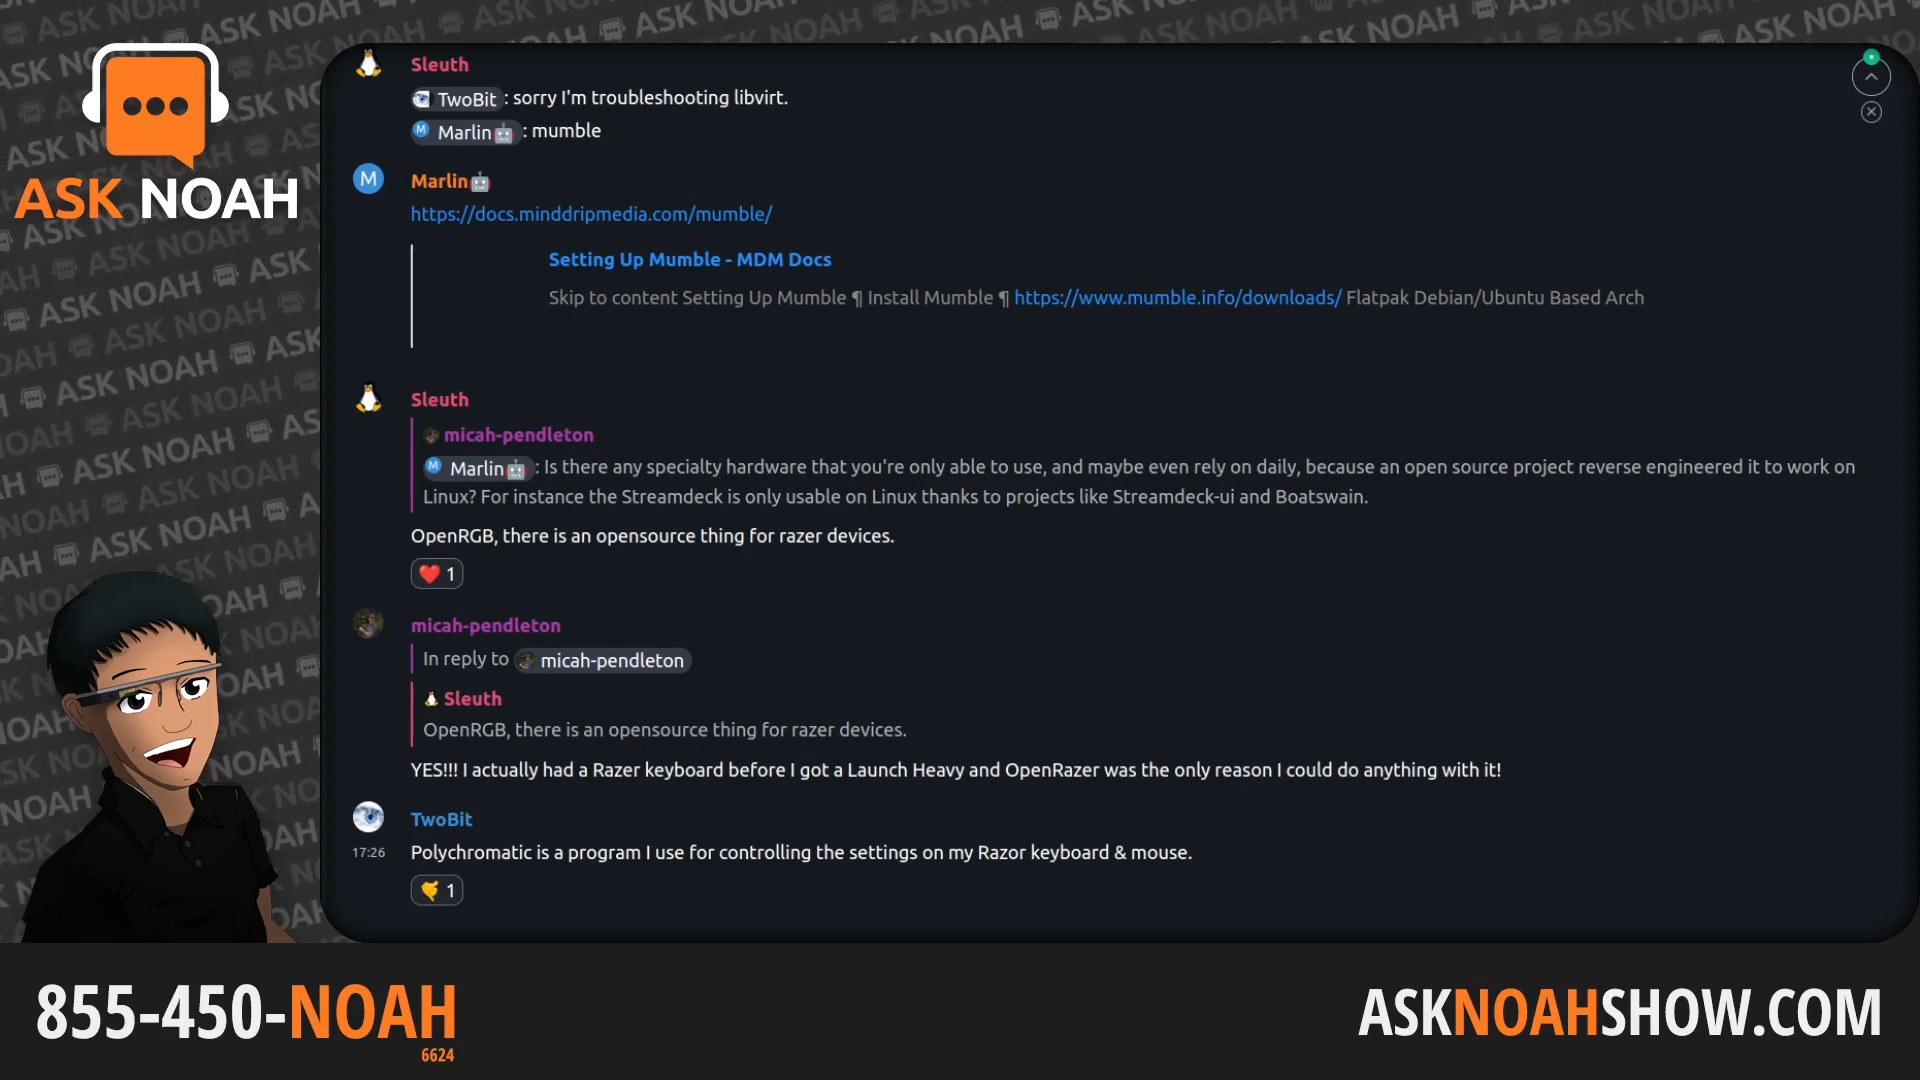 ASK NOAH
Sleuth
TwoBit : sorry I'm troubleshooting libvirt.
M Marlin🤖 : mumble
M Marlin🤖
https://docs.minddripmedia.com/mumble/
Setting Up Mumble - MDM Docs
Skip to content Setting Up Mumble ¶ Install Mumble ¶ https://www.mumble.info/downloads/ Flatpak Debian/Ubuntu Based Arch
Sleuth
micah-pendleton
M Marlin🤖 : Is there any specialty hardware that you're only able to use, and maybe even rely on daily, because an open source project reverse engineered it to work on
Linux? For instance the Streamdeck is only usable on Linux thanks to projects like Streamdeck-ui and Boatswain.
OpenRGB, there is an opensource thing for razer devices.
❤️ 1
micah-pendleton
In reply to micah-pendleton
Sleuth
OpenRGB, there is an opensource thing for razer devices.
YES!!! I actually had a Razer keyboard before I got a Launch Heavy and OpenRazer was the only reason I could do anything with it!
TwoBit
17:26 Polychromatic is a program I use for controlling the settings on my Razor keyboard & mouse.
1
855-450-NOAH
6624
ASKNOAHSHOW.COM